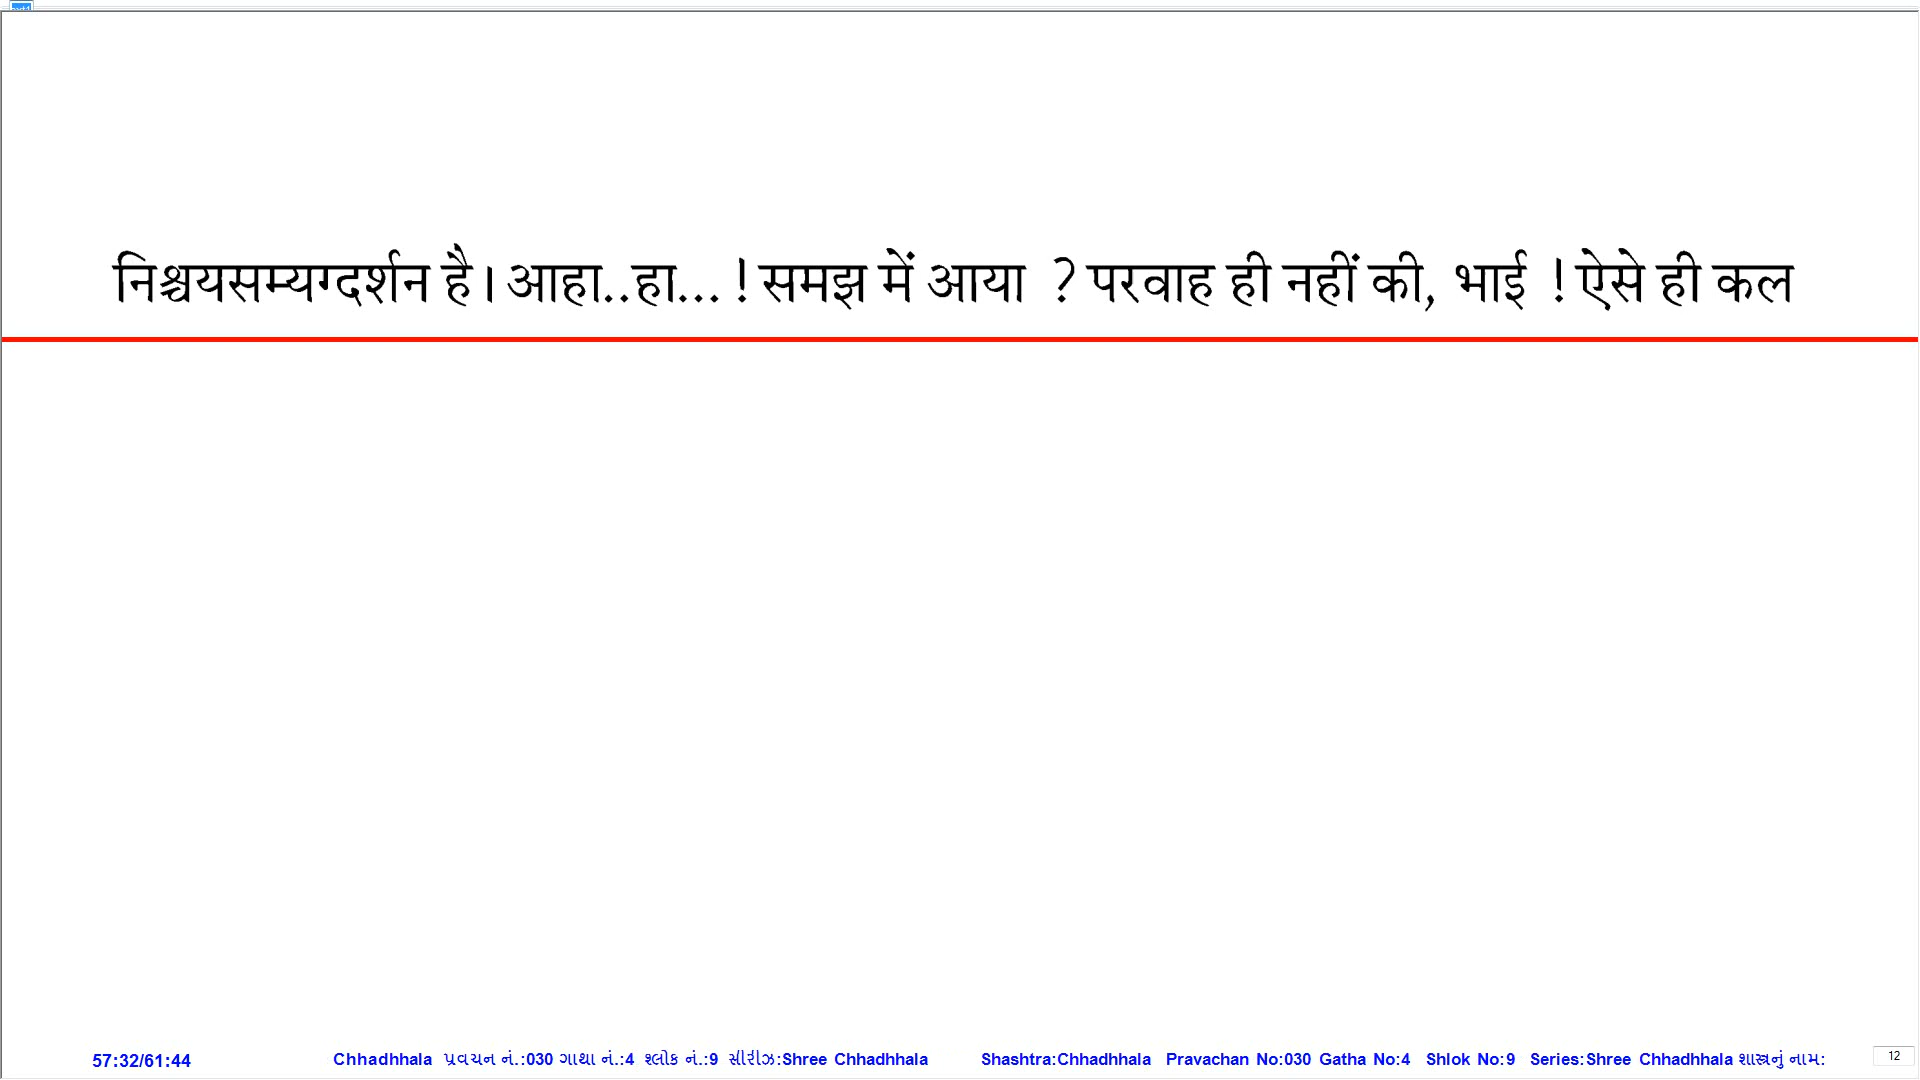 निश्चयसम्यग्दर्शन है। आहा..हा...! समझ में आया ? परवाह ही नहीं की, भाई ! ऐसे ही कल
57:32/61:44 Chhadhhala પ્રવચન નં.:030 ગાથા નં.:4 શ્લોક નં.:9 સીરીઝ:Shree Chhadhhala Shashtra:Chhadhhala Pravachan No:030 Gatha No:4 Shlok No:9 Series:Shree Chhadhhala શાસ્ત્રનું નામ: 12